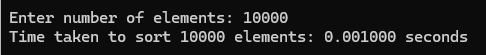 Enter number of elements: 10000
Time taken to sort 10000 elements: 0.001000 seconds